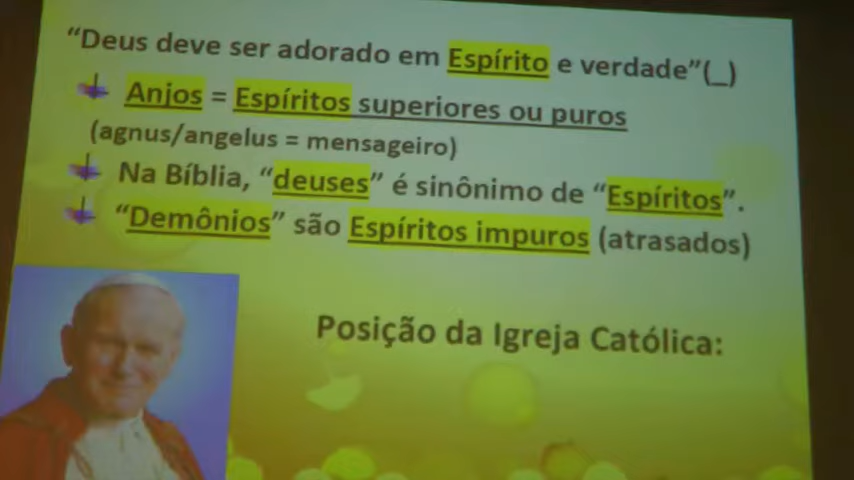 “Deus deve ser adorado em Espírito e verdade”(_)
Anjos = Espíritos superiores ou puros
(agnus/angelus = mensageiro)
Na Bíblia, “deuses” é sinônimo de “Espíritos”.
“Demônios” são Espíritos impuros (atrasados)
Posição da Igreja Católica: